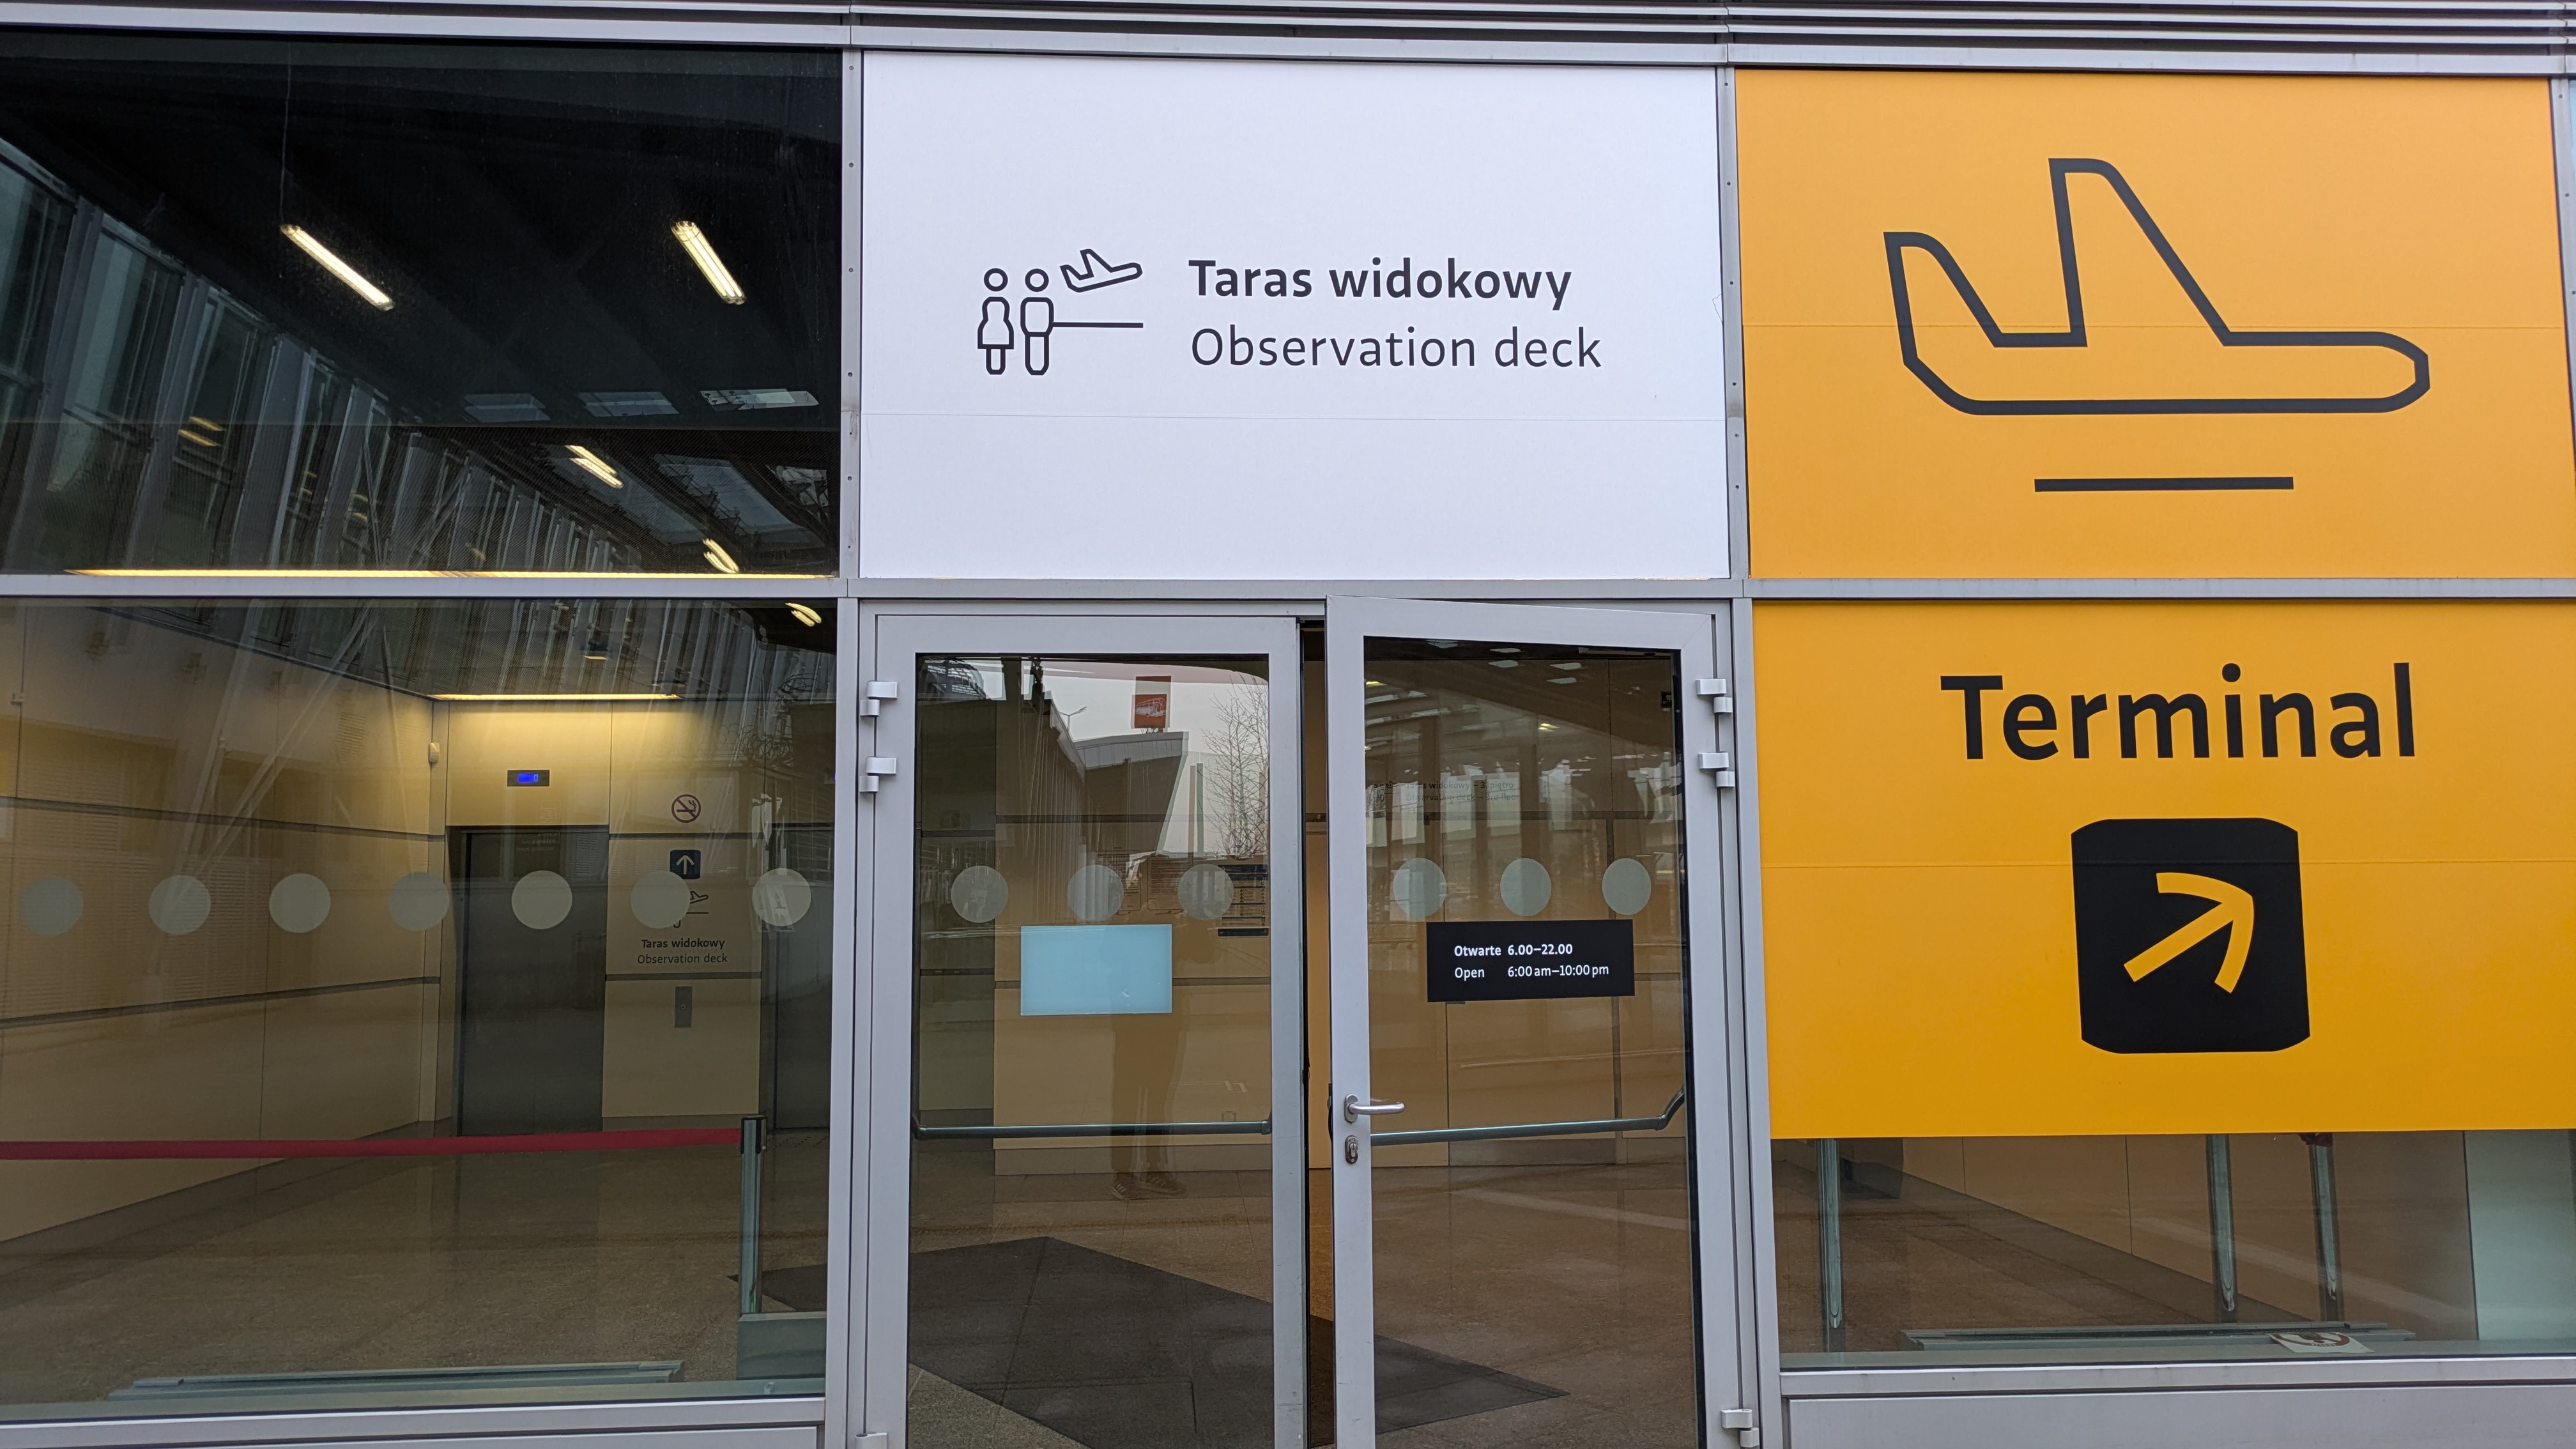 Taras widokowy
Observation deck
Terminal
Taras widokowy
Observation deck
Otwarte 6.00–22.00
Open 6:00 am–10:00 pm